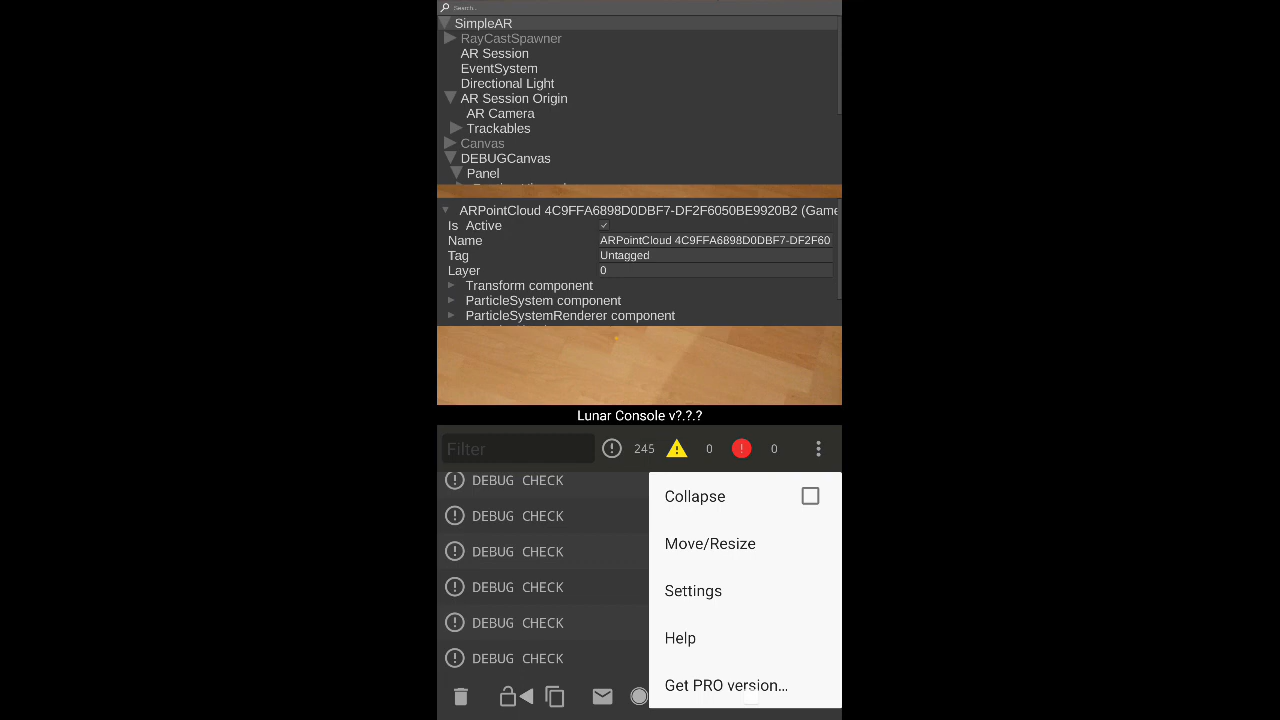 Search..
SimpleAR
RayCastSpawner
AR Session
EventSystem
Directional Light
AR Session Origin
AR Camera
Trackables
Canvas
DEBUGCanvas
Panel
ARPointCloud 4C9FFA6898D0DBF7-DF2F6050BE9920B2 (Game
Is Active
Name ARPointCloud 4C9FFA6898D0DBF7-DF2F60
Tag Untagged
Layer 0
Transform component
ParticleSystem component
ParticleSystemRenderer component
Lunar Console v?.?.?
Filter 245 0 0
DEBUG CHECK
DEBUG CHECK
DEBUG CHECK
DEBUG CHECK
DEBUG CHECK
DEBUG CHECK
Collapse
Move/Resize
Settings
Help
Get PRO version...